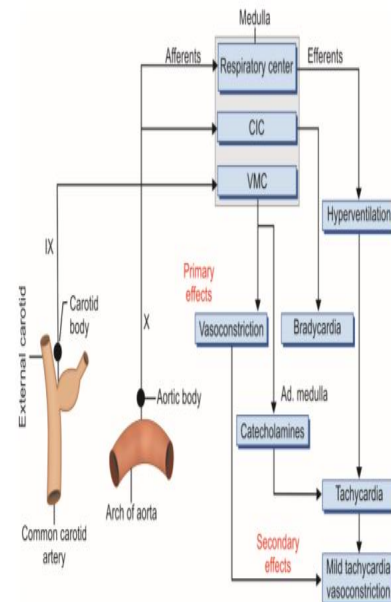 Medulla
Afferents
Respiratory center
Efferents
CIC
VMC
Hyperventilation
IX
X
Primary
effects
External carotid
Carotid
body
Vasoconstriction
Bradycardia
Aortic body
Ad. medulla
Catecholamines
Tachycardia
Arch of aorta
Common carotid
artery
Secondary
effects
Mild tachycardia
vasoconstriction